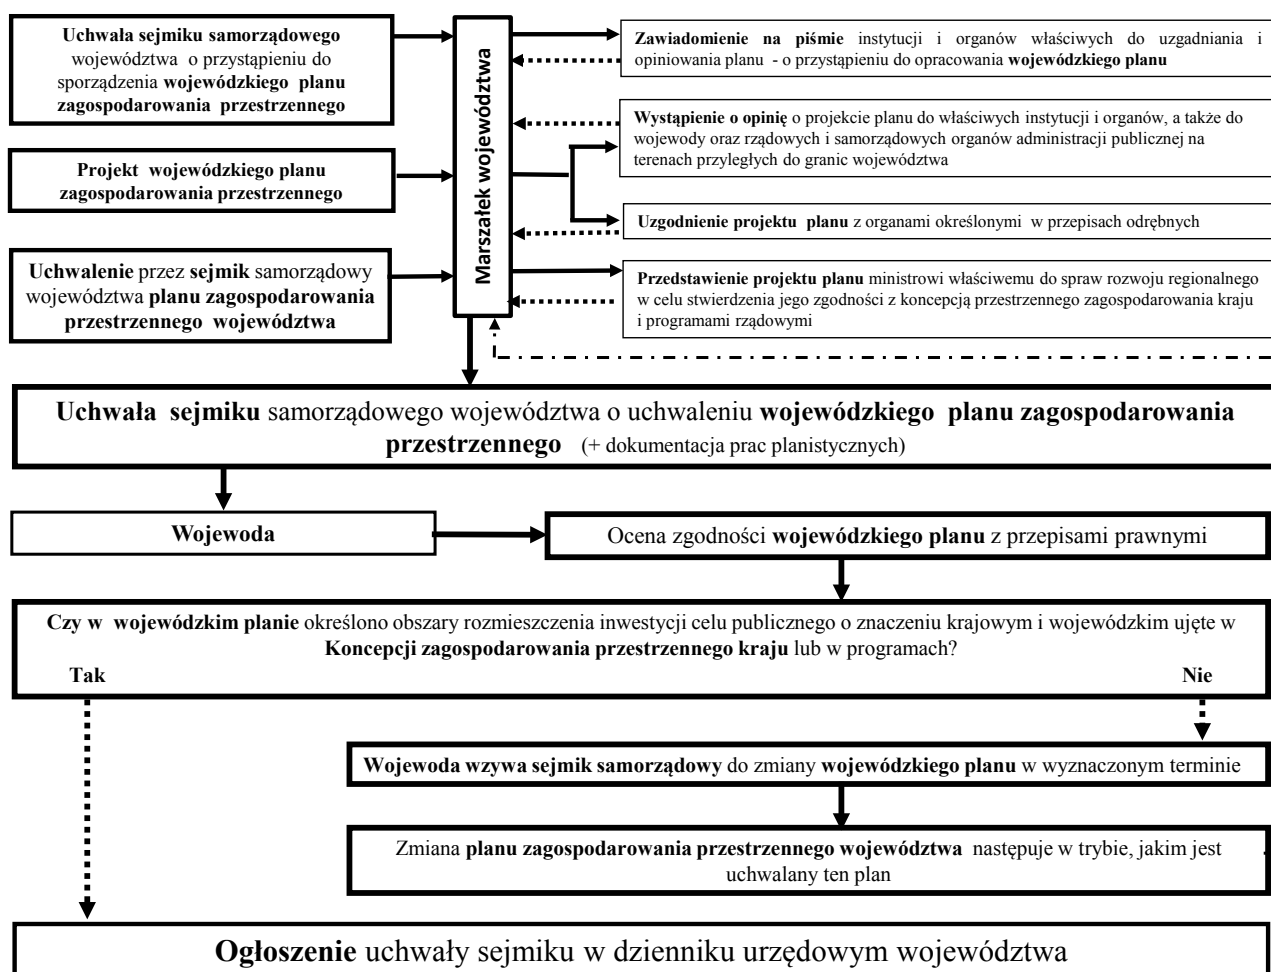 Uchwała sejmiku samorządowego
województwa o przystąpieniu do
sporządzenia wojewódzkiego planu
zagospodarowania przestrzennego
Projekt wojewódzkiego planu
zagospodarowania przestrzennego
Uchwalenie przez sejmik samorządowy
województwa planu zagospodarowania
przestrzennego województwa
Marszałek województwa
Zawiadomienie na piśmie instytucji i organów właściwych do uzgadniania i
opiniowania planu - o przystąpieniu do opracowania wojewódzkiego planu
Wystąpienie o opinię o projekcie planu do właściwych instytucji i organów, a także do
wojewody oraz rządowych i samorządowych organów administracji publicznej na
terenach przyległych do granic województwa
Uzgodnienie projektu planu z organami określonymi w przepisach odrębnych
Przedstawienie projektu planu ministrowi właściwemu do spraw rozwoju regionalnego
w celu stwierdzenia jego zgodności z koncepcją przestrzennego zagospodarowania kraju
i programami rządowymi
Uchwała sejmiku samorządowego województwa o uchwaleniu wojewódzkiego planu zagospodarowania
przestrzennego (+ dokumentacja prac planistycznych)
Wojewoda
Ocena zgodności wojewódzkiego planu z przepisami prawnymi
Czy w wojewódzkim planie określono obszary rozmieszczenia inwestycji celu publicznego o znaczeniu krajowym i wojewódzkim ujęte w
Koncepcji zagospodarowania przestrzennego kraju lub w programach?
Tak
Nie
Wojewoda wzywa sejmik samorządowy do zmiany wojewódzkiego planu w wyznaczonym terminie
Zmiana planu zagospodarowania przestrzennego województwa następuje w trybie, jakim jest
uchwalany ten plan
Ogłoszenie uchwały sejmiku w dzienniku urzędowym województwa